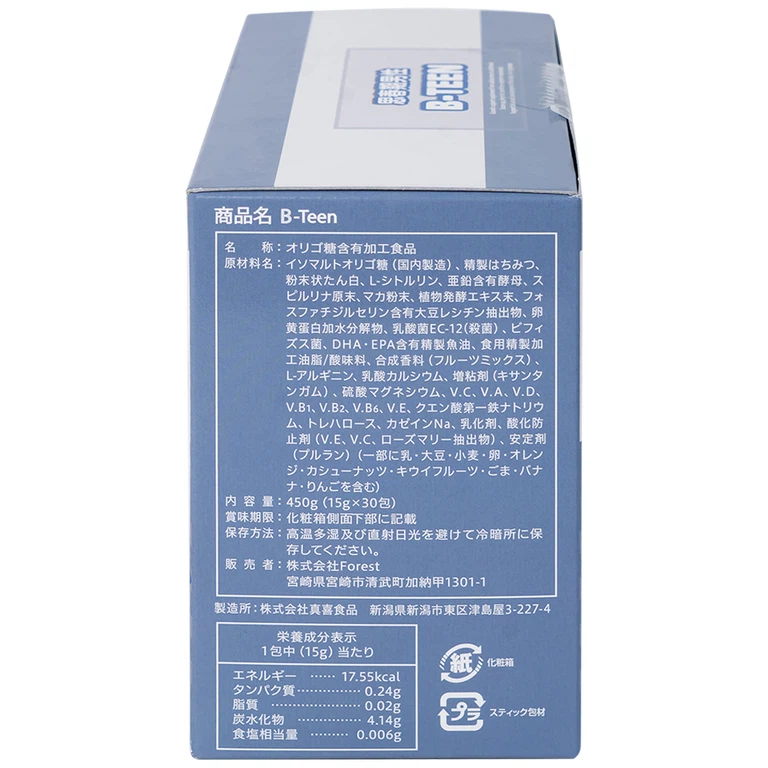 思春期男性
B-TEEN
商品名 B-Teen
名 称：オリゴ糖含有加工食品
原材料名：イソマルトオリゴ糖（国内製造）、精製はちみつ、
粉末状たん白、L-シトルリン、亜鉛含有酵母、ス
ピルリナ原末、マカ粉末、植物発酵エキス末、フォ
スファチジルセリン含有大豆レシチン抽出物、卵
黄蛋白加水分解物、乳酸菌EC-12(殺菌)、ビフィ
ズス菌、DHA・EPA含有精製魚油、食用精製加
工油脂/酸味料、合成香料（フルーツミックス）、
L-アルギニン、乳酸カルシウム、増粘剤（キサンタ
ンガム）、硫酸マグネシウム、V.C、V.A、V.D、
V.B1、V.B2、V.B6、V.E、クエン酸第一鉄ナトリウ
ム、トレハロース、カゼインNa、乳化剤、酸化防
止剤（V.E、V.C、ローズマリー抽出物）、安定剤
（プルラン）（一部に乳・大豆・小麦・卵・オレン
ジ・カシューナッツ・キウイフルーツ・ごま・バナ
ナ・りんごを含む）
内 容 量：450g（15g×30包）
賞味期限：化粧箱側面下部に記載
保存方法：高温多湿及び直射日光を避けて冷暗所に保
存してください。
販 売 者：株式会社Forest
宮崎県宮崎市清武町加納甲1301-1
製造所：株式会社真喜食品 新潟県新潟市東区津島屋3-227-4
栄養成分表示
1包中（15g）当たり
エネルギー …… 17.55kcal
タンパク質 …… 0.24g
脂質 …… 0.02g
炭水化物 …… 4.14g
食塩相当量 …… 0.006g
紙 化粧箱
プラ スティック包材